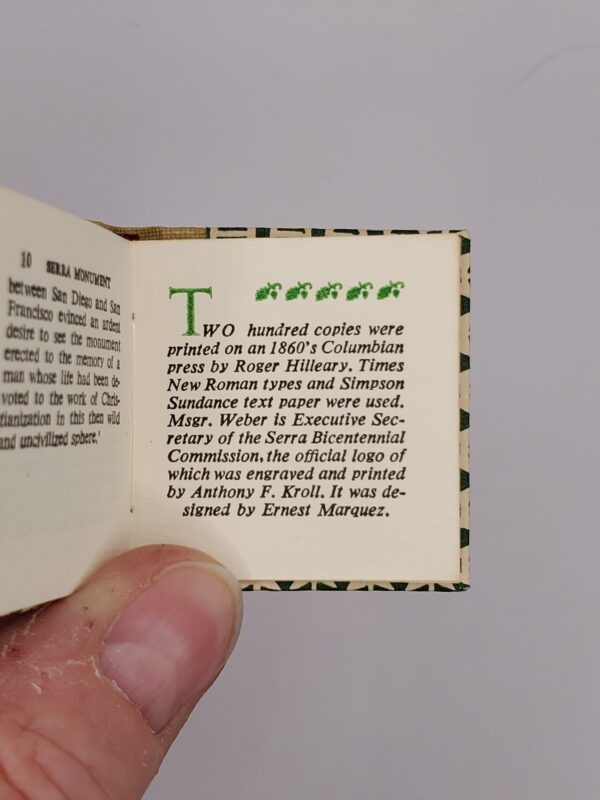 10 SERRA MONUMENT
between San Diego and San
Francisco evinced an ardent
desire to see the monument
erected to the memory of a
man whose life had been de-
voted to the work of Chris-
tianization in this then wild
and uncivilized sphere.'
TWO hundred copies were
printed on an 1860's Columbian
press by Roger Hilleary. Times
New Roman types and Simpson
Sundance text paper were used.
Msgr. Weber is Executive Sec-
retary of the Serra Bicentennial
Commission, the official logo of
which was engraved and printed
by Anthony F. Kroll. It was de-
signed by Ernest Marquez.